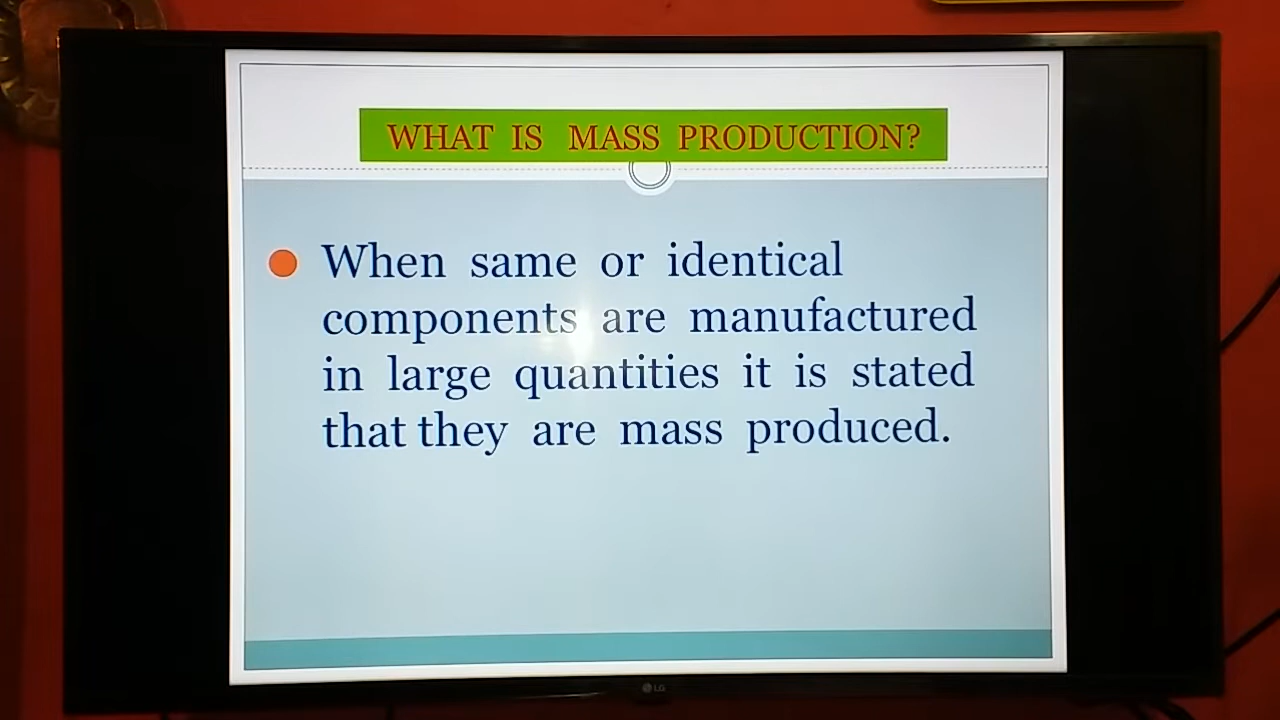 WHAT IS MASS PRODUCTION?
When same or identical
components are manufactured
in large quantities it is stated
that they are mass produced.
LG